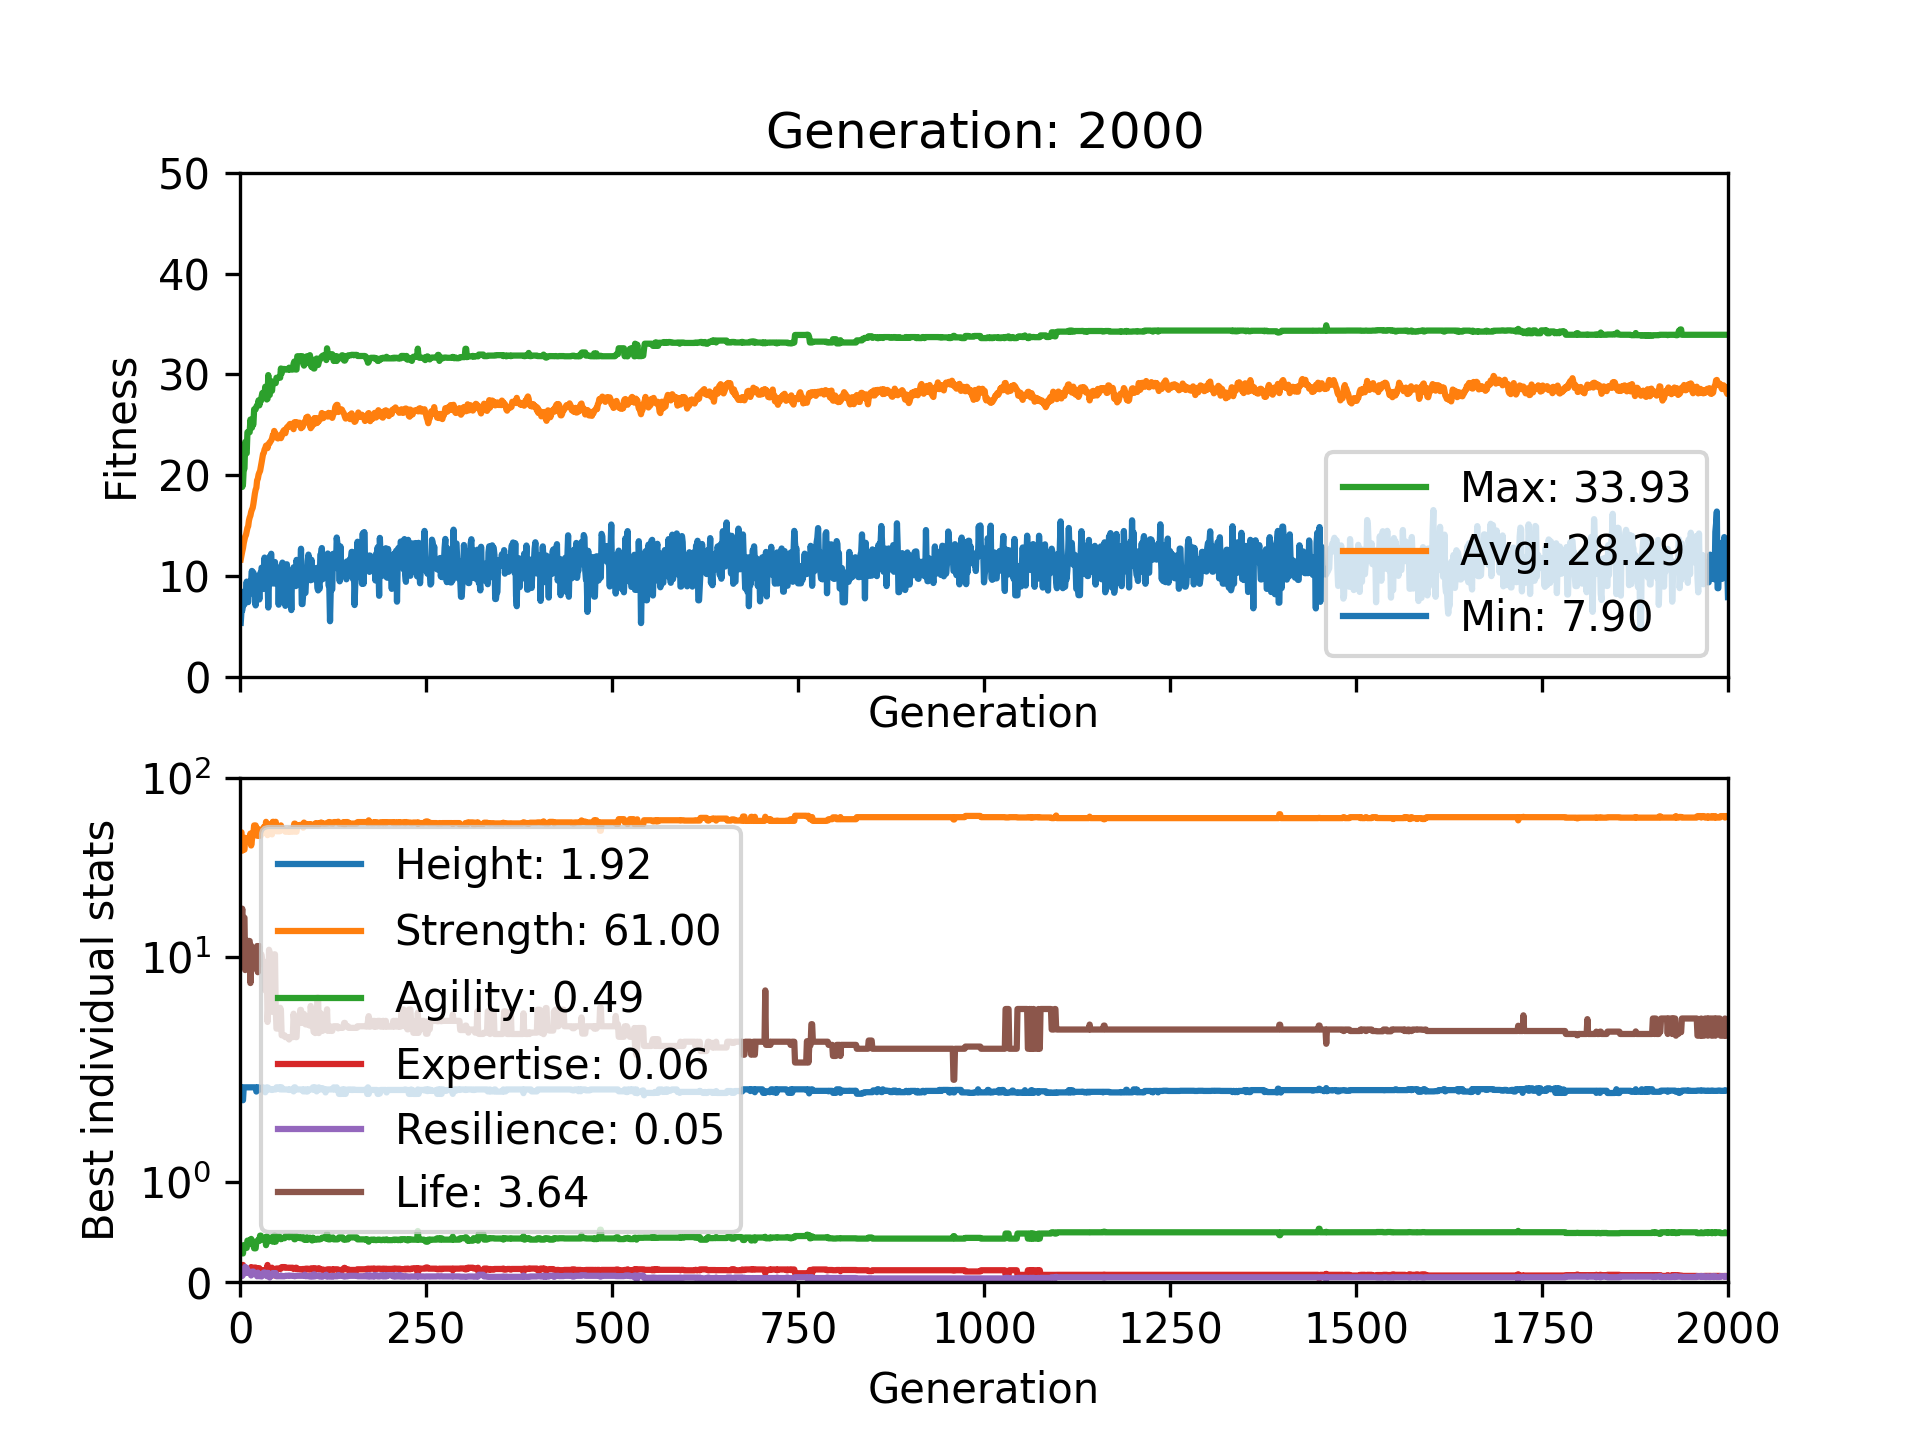 Generation: 2000
50
40
30
20
10
0
Fitness
Max: 33.93
Avg: 28.29
Min: 7.90
Generation
10²
10¹
10⁰
0
Best individual stats
Height: 1.92
Strength: 61.00
Agility: 0.49
Expertise: 0.06
Resilience: 0.05
Life: 3.64
0 250 500 750 1000 1250 1500 1750 2000
Generation